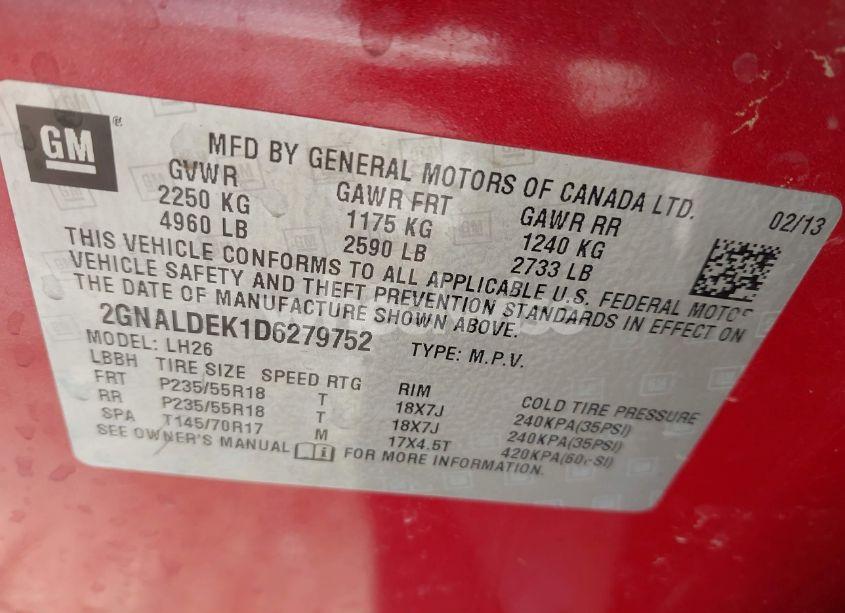 GM®
MFD BY GENERAL MOTORS OF CANADA LTD.
GVWR GAWR FRT GAWR RR 02/13
2250 KG 1175 KG 1240 KG
4960 LB 2590 LB 2733 LB
THIS VEHICLE CONFORMS TO ALL APPLICABLE U.S. FEDERAL MOTOR
VEHICLE SAFETY AND THEFT PREVENTION STANDARDS IN EFFECT ON
THE DATE OF MANUFACTURE SHOWN ABOVE.
2GNALDEK1D6279752 TYPE: M.P.V.
MODEL: LH26
LBBH TIRE SIZE SPEED RTG RIM COLD TIRE PRESSURE
FRT P235/55R18 T 18X7J 240KPA(35PSI)
RR P235/55R18 T 18X7J 240KPA(35PSI)
SPA T145/70R17 M 17X4.5T 420KPA(60PSI)
SEE OWNER'S MANUAL FOR MORE INFORMATION.